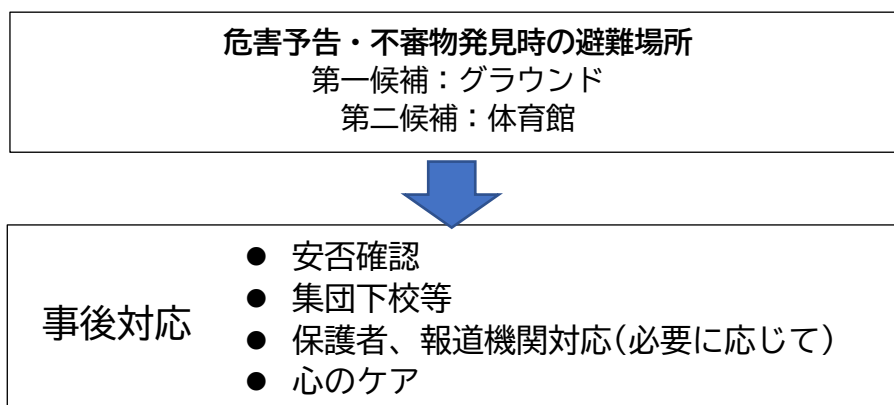 危害予告・不審物発見時の避難場所
第一候補：グラウンド
第二候補：体育館
事後対応
● 安否確認
● 集団下校等
● 保護者、報道機関対応(必要に応じて)
● 心のケア